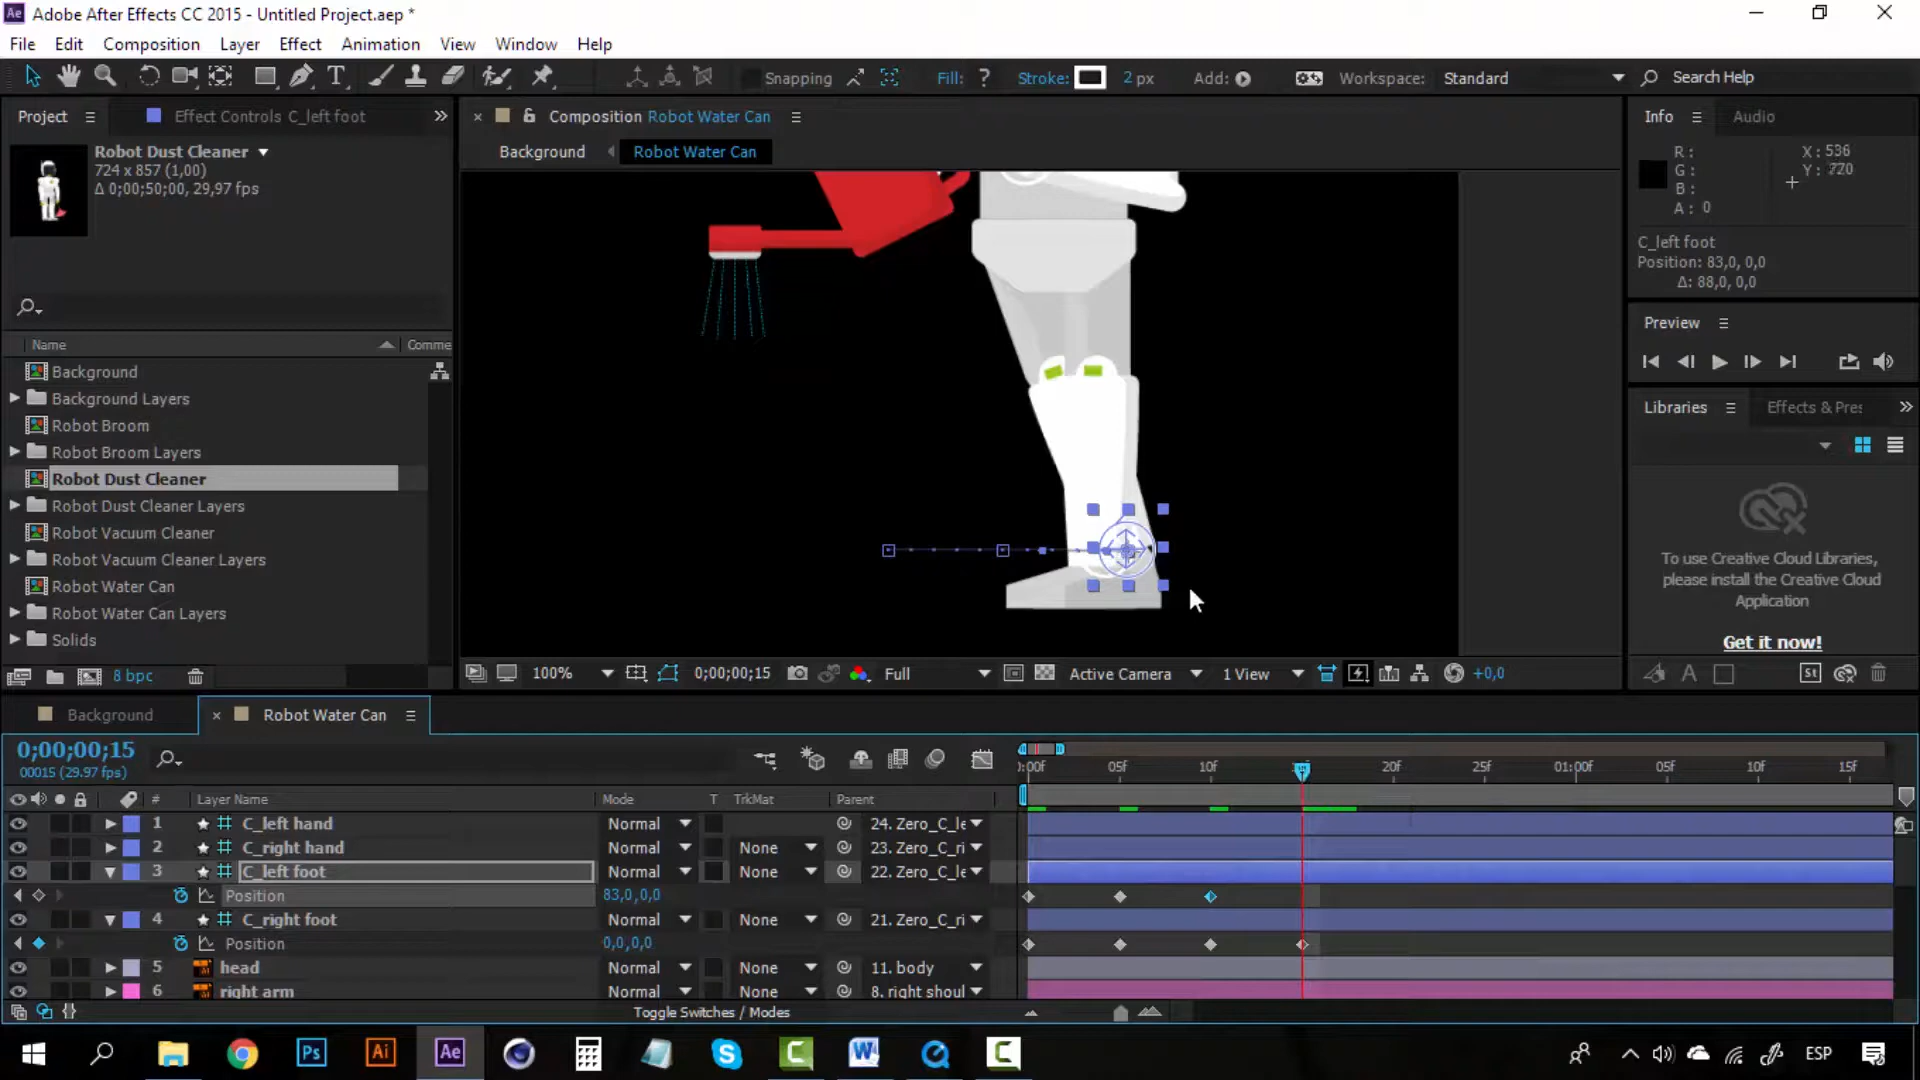 Ae Adobe After Effects CC 2015 - Untitled Project.aep *
File Edit Composition Layer Effect Animation View Window Help
T Snapping Fill: ? Stroke: 2 px Add: Workspace: Standard Search Help
Project Effect Controls C_left foot »
Robot Dust Cleaner
724 x 857 (1,00)
Δ 0;00;50;00, 29,97 fps
Name Comme
Background
Background Layers
Robot Broom
Robot Broom Layers
Robot Dust Cleaner
Robot Dust Cleaner Layers
Robot Vacuum Cleaner
Robot Vacuum Cleaner Layers
Robot Water Can
Robot Water Can Layers
Solids
8 bpc
× Composition Robot Water Can
Background Robot Water Can
100% 0;00;00;15 Full Active Camera 1 View +0,0
Info Audio
R: X: 536
G: Y: 720
B:
A: 0
C_left foot
Position: 83,0, 0,0
Δ: 88,0, 0,0
Preview
Libraries Effects & Pres »
To use Creative Cloud Libraries,
please install the Creative Cloud
Application
Get it now!
A St
Background × Robot Water Can
0;00;00;15
00015 (29.97 fps)
:00f 05f 10f 20f 25f 01:00f 05f 10f 15f
# Layer Name Mode T TrkMat Parent
1 C_left hand Normal 24. Zero_C_le
2 C_right hand Normal None 23. Zero_C_ri
3 C_left foot Normal None 22. Zero_C_le
Position 83,0,0,0
4 C_right foot Normal None 21. Zero_C_ri
Position 0,0,0,0
5 head Normal None 11. body
6 right arm Normal None 8. right shoul
Toggle Switches / Modes
Ps Ai Ae ESP